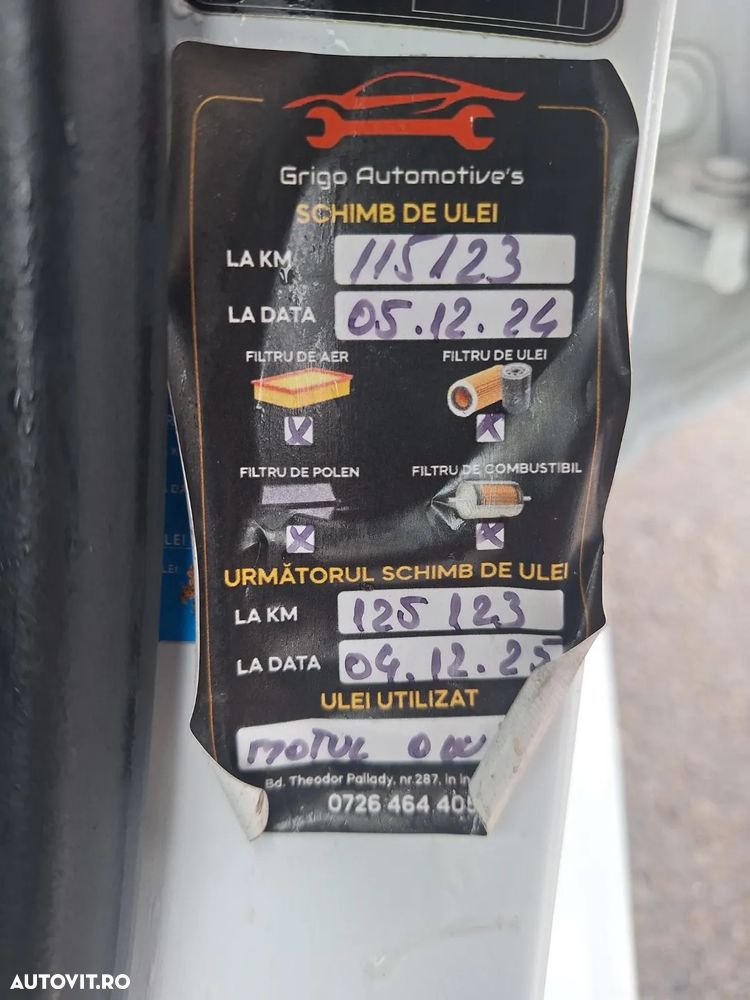 Grigo Automotive's
SCHIMB DE ULEI
LA KM 115123
LA DATA 05.12.24
FILTRU DE AER FILTRU DE ULEI
X X
FILTRU DE POLEN FILTRU DE COMBUSTIBIL
X X
URMĂTORUL SCHIMB DE ULEI
LA KM 125123
LA DATA 04.12.25
ULEI UTILIZAT
MOTUL
Bd. Theodor Pallady, nr.287, in
0726 464 405
LEI
AUTOVIT.RO